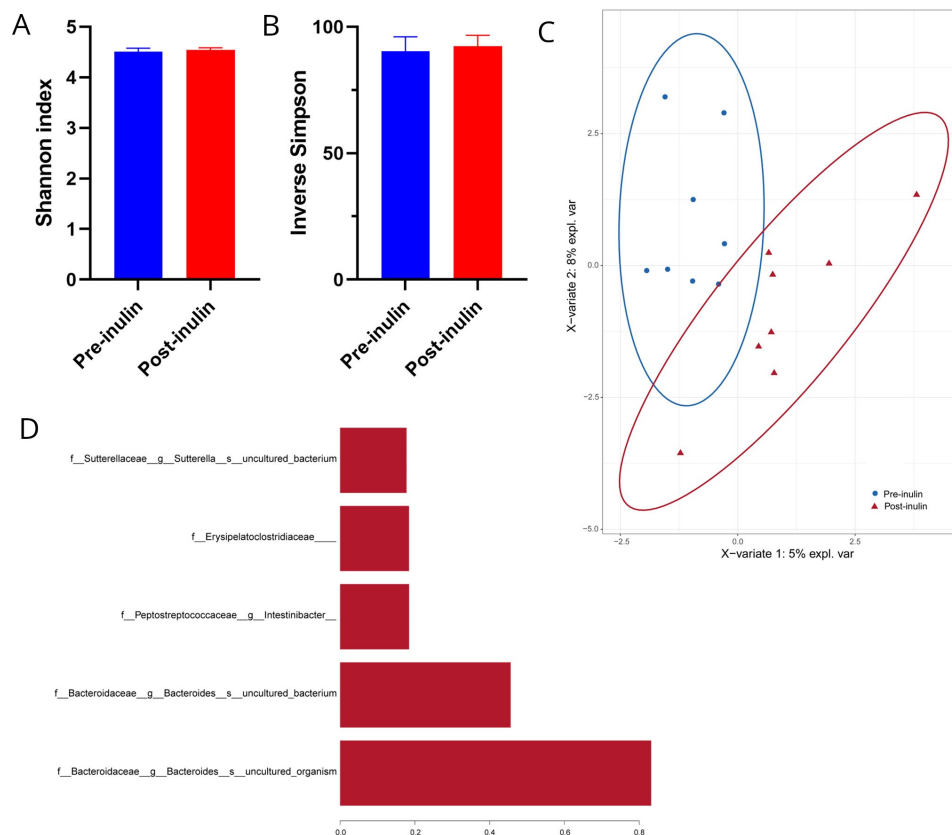 A
5
4
3
2
1
0
Shannon index
Pre-inulin
Post-inulin
B
100
50
0
Inverse Simpson
Pre-inulin
Post-inulin
C
2.5
0.0
−2.5
−5.0
X−variate 2: 8% expl. var
−2.5
0.0
2.5
X−variate 1: 5% expl. var
Pre-inulin
Post-inulin
D
f__Sutterellaceae__g__Sutterella__s__uncultured_bacterium
f__Erysipelatoclostridiaceae____
f__Peptostreptococcaceae__g__Intestinibacter__
f__Bacteroidaceae__g__Bacteroides__s__uncultured_bacterium
f__Bacteroidaceae__g__Bacteroides__s__uncultured_organism
0.0 0.2 0.4 0.6 0.8